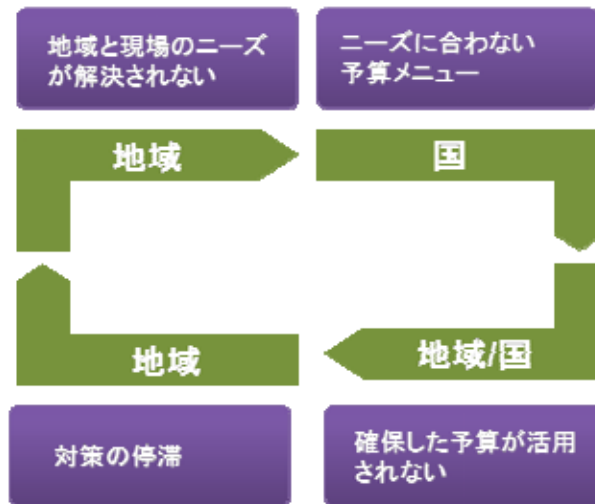 地域と現場のニーズ
が解決されない
ニーズに合わない
予算メニュー
地域
国
地域
地域/国
対策の停滞
確保した予算が活用
されない